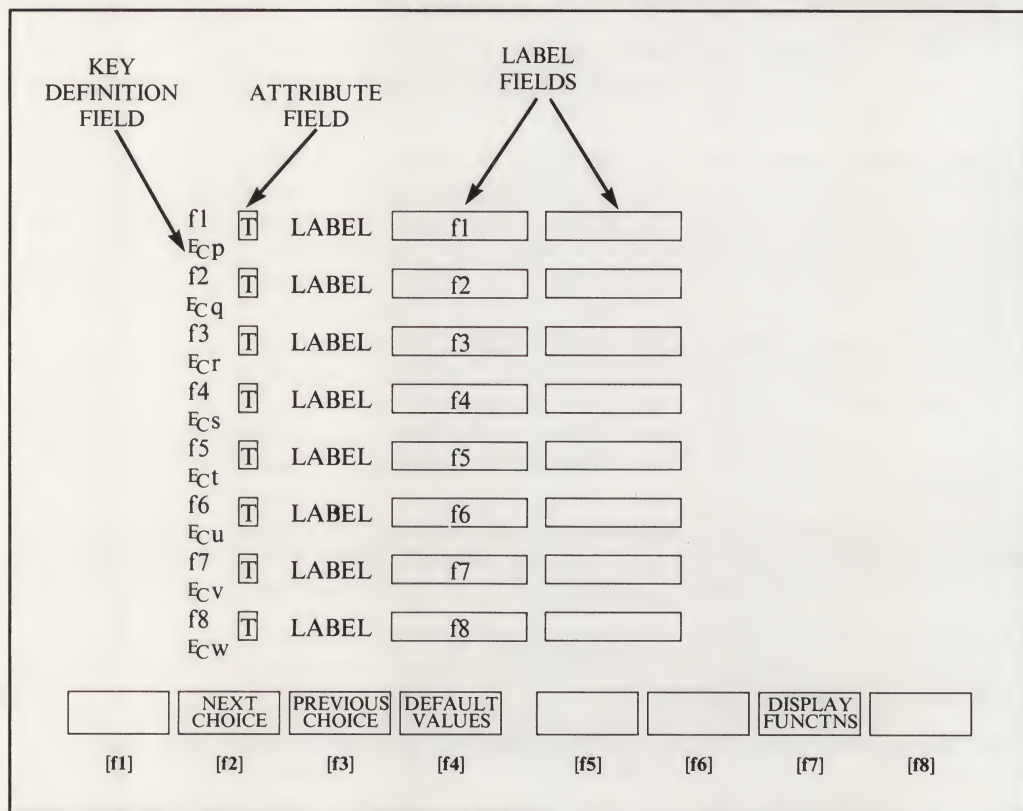 KEY
DEFINITION
FIELD
ATTRIBUTE
FIELD
LABEL
FIELDS
f1 T LABEL f1
ECp
f2 T LABEL f2
ECq
f3 T LABEL f3
ECr
f4 T LABEL f4
ECs
f5 T LABEL f5
ECt
f6 T LABEL f6
ECu
f7 T LABEL f7
ECv
f8 T LABEL f8
ECw
NEXT CHOICE
PREVIOUS CHOICE
DEFAULT VALUES
DISPLAY FUNCTNS
[f1] [f2] [f3] [f4] [f5] [f6] [f7] [f8]